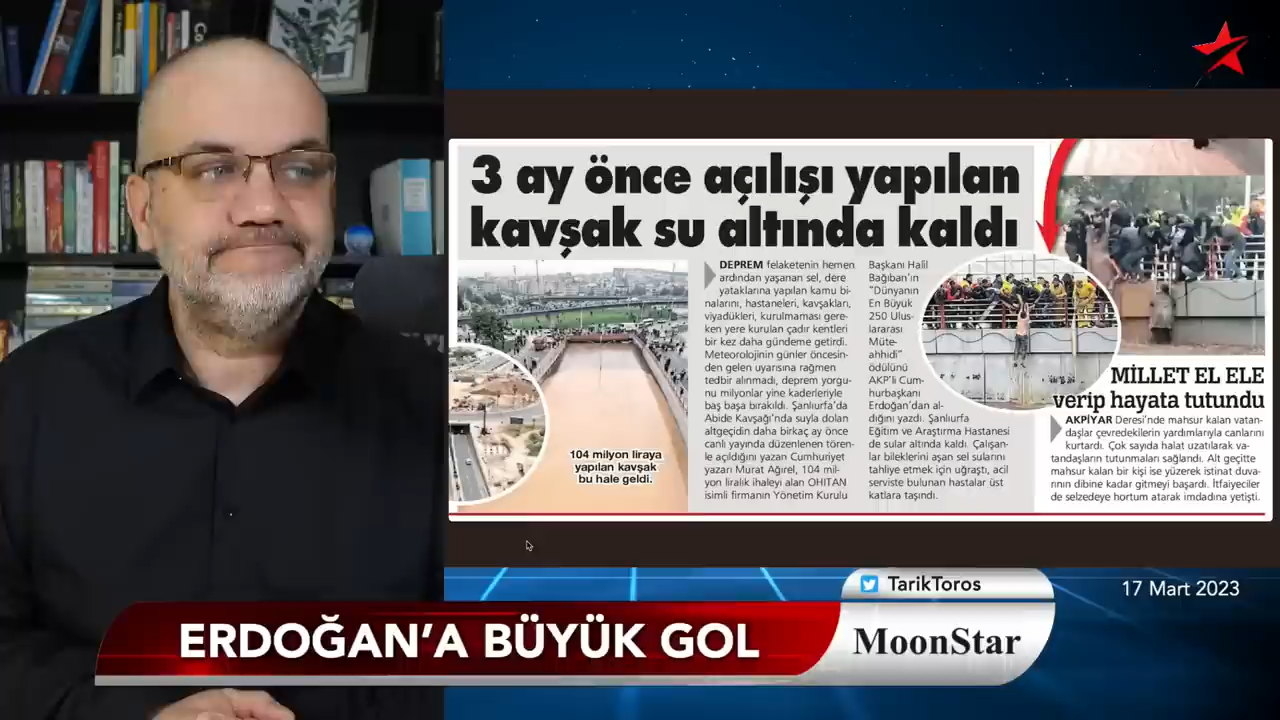 3 ay önce açılışı yapılan
kavşak su altında kaldı
DEPREM felaketenin hemen
ardından yaşanan sel, dere
yataklarına yapılan kamu bi-
nalarını, hastaneleri, kavşakları,
viyadükleri, kurulmaması gere-
ken yere kurulan çadır kentleri
bir kez daha gündeme getirdi.
Meteorolojinin günler öncesin-
den gelen uyarısına rağmen
tedbir alınmadı, deprem yorgu-
nu milyonlar yine kaderleriyle
baş başa bırakıldı. Şanlıurfa'da
Abide Kavşağı'nda suyla dolan
altgeçidin daha birkaç ay önce
canlı yayında düzenlenen tören-
le açıldığını yazan Cumhuriyet
yazarı Murat Ağırel, 104 mil-
yon liralık ihaleyi alan OHITAN
isimli firmanın Yönetim Kurulu
Başkanı Halil
Bağıban'ın
"Dünyanın
En Büyük
250 Ulus-
lararası
Müte-
ahhidi"
ödülünü
AKP'li Cum-
hurbaşkanı
Erdoğan'dan al-
dığını yazdı. Şanlıurfa
Eğitim ve Araştırma Hastanesi
de sular altında kaldı. Çalışan-
lar bileklerini aşan sel sularını
tahliye etmek için uğraştı, acil
serviste bulunan hastalar üst
katlara taşındı.
104 milyon liraya
yapılan kavşak
bu hale geldi.
MİLLET EL ELE
verip hayata tutundu
AKPİYAR Deresi'nde mahsur kalan vatan-
daşlar çevredekilerin yardımlarıyla canlarını
kurtardı. Çok sayıda halat uzatılarak va-
tandaşların tutunmaları sağlandı. Alt geçitte
mahsur kalan bir kişi ise yüzerek istinat duva-
rının dibine kadar gitmeyi başardı. İtfaiyeciler
de selzedeye hortum atarak imdadına yetişti.
TarikToros
17 Mart 2023
ERDOĞAN'A BÜYÜK GOL
MoonStar